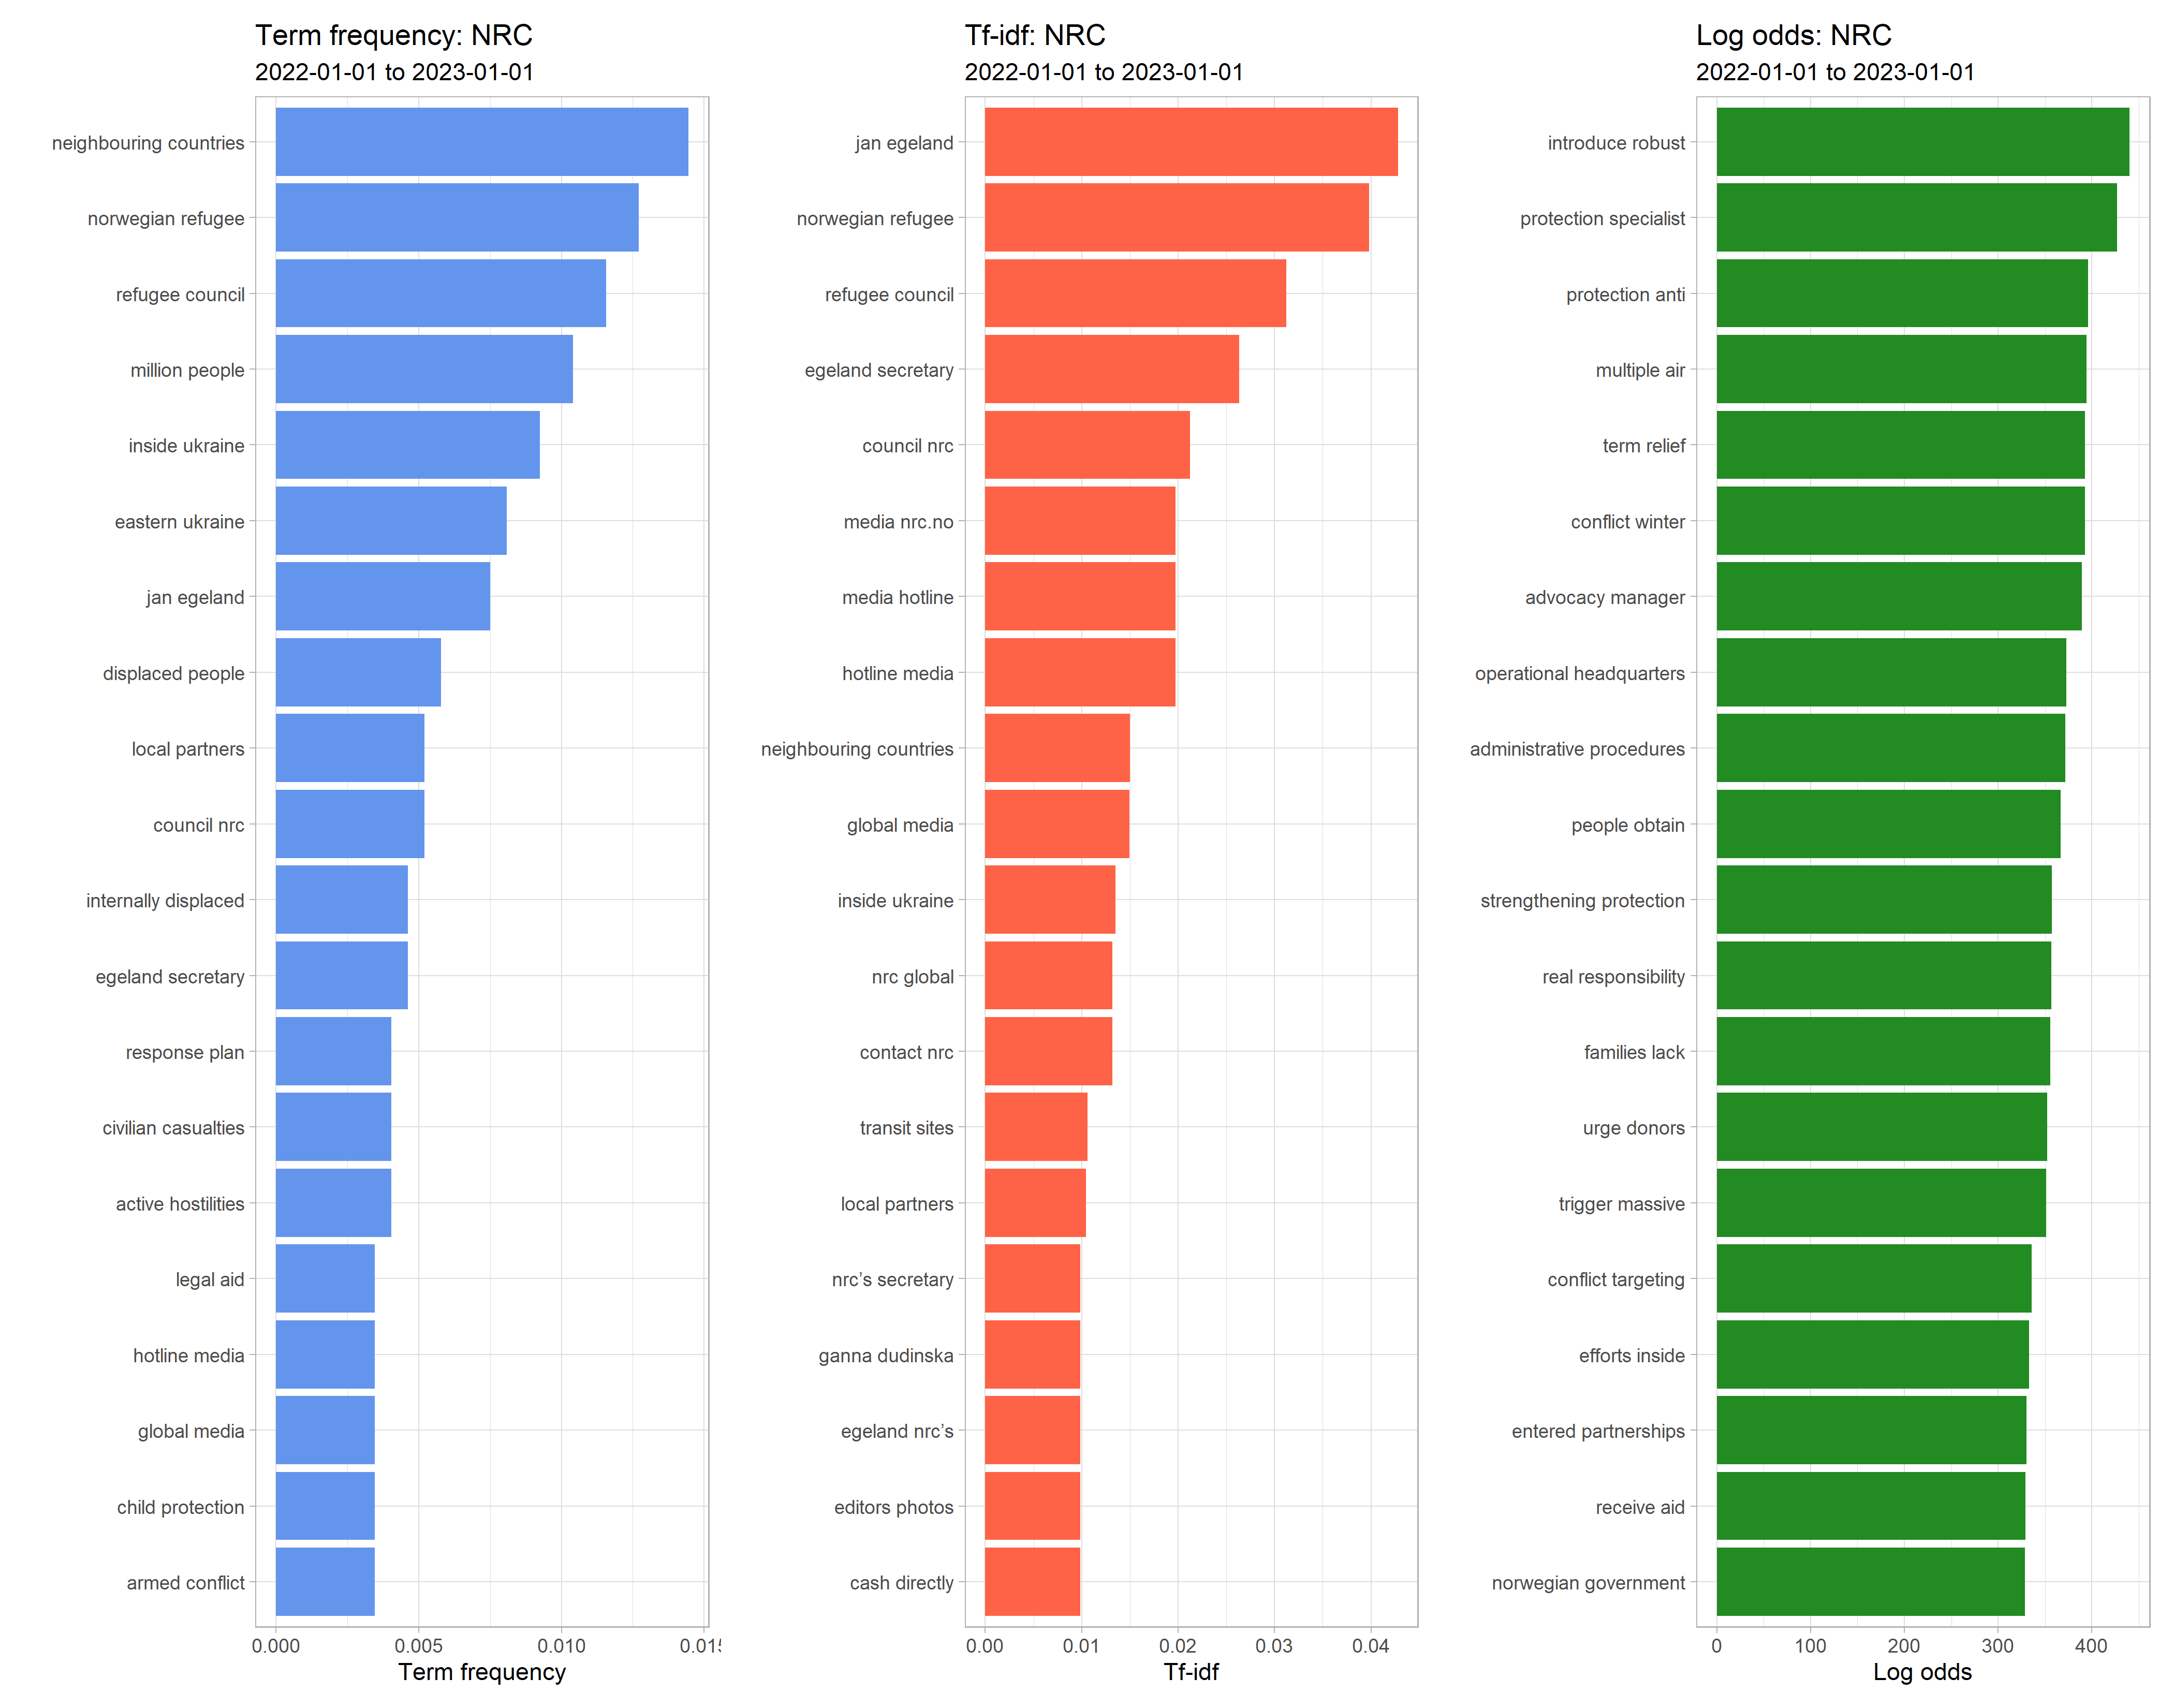 Term frequency: NRC
2022-01-01 to 2023-01-01
neighbouring countries
norwegian refugee
refugee council
million people
inside ukraine
eastern ukraine
jan egeland
displaced people
local partners
council nrc
internally displaced
egeland secretary
response plan
civilian casualties
active hostilities
legal aid
hotline media
global media
child protection
armed conflict
0.000 0.005 0.010 0.015
Term frequency
Tf-idf: NRC
2022-01-01 to 2023-01-01
jan egeland
norwegian refugee
refugee council
egeland secretary
council nrc
media nrc.no
media hotline
hotline media
neighbouring countries
global media
inside ukraine
nrc global
contact nrc
transit sites
local partners
nrc’s secretary
ganna dudinska
egeland nrc’s
editors photos
cash directly
0.00 0.01 0.02 0.03 0.04
Tf-idf
Log odds: NRC
2022-01-01 to 2023-01-01
introduce robust
protection specialist
protection anti
multiple air
term relief
conflict winter
advocacy manager
operational headquarters
administrative procedures
people obtain
strengthening protection
real responsibility
families lack
urge donors
trigger massive
conflict targeting
efforts inside
entered partnerships
receive aid
norwegian government
0 100 200 300 400
Log odds